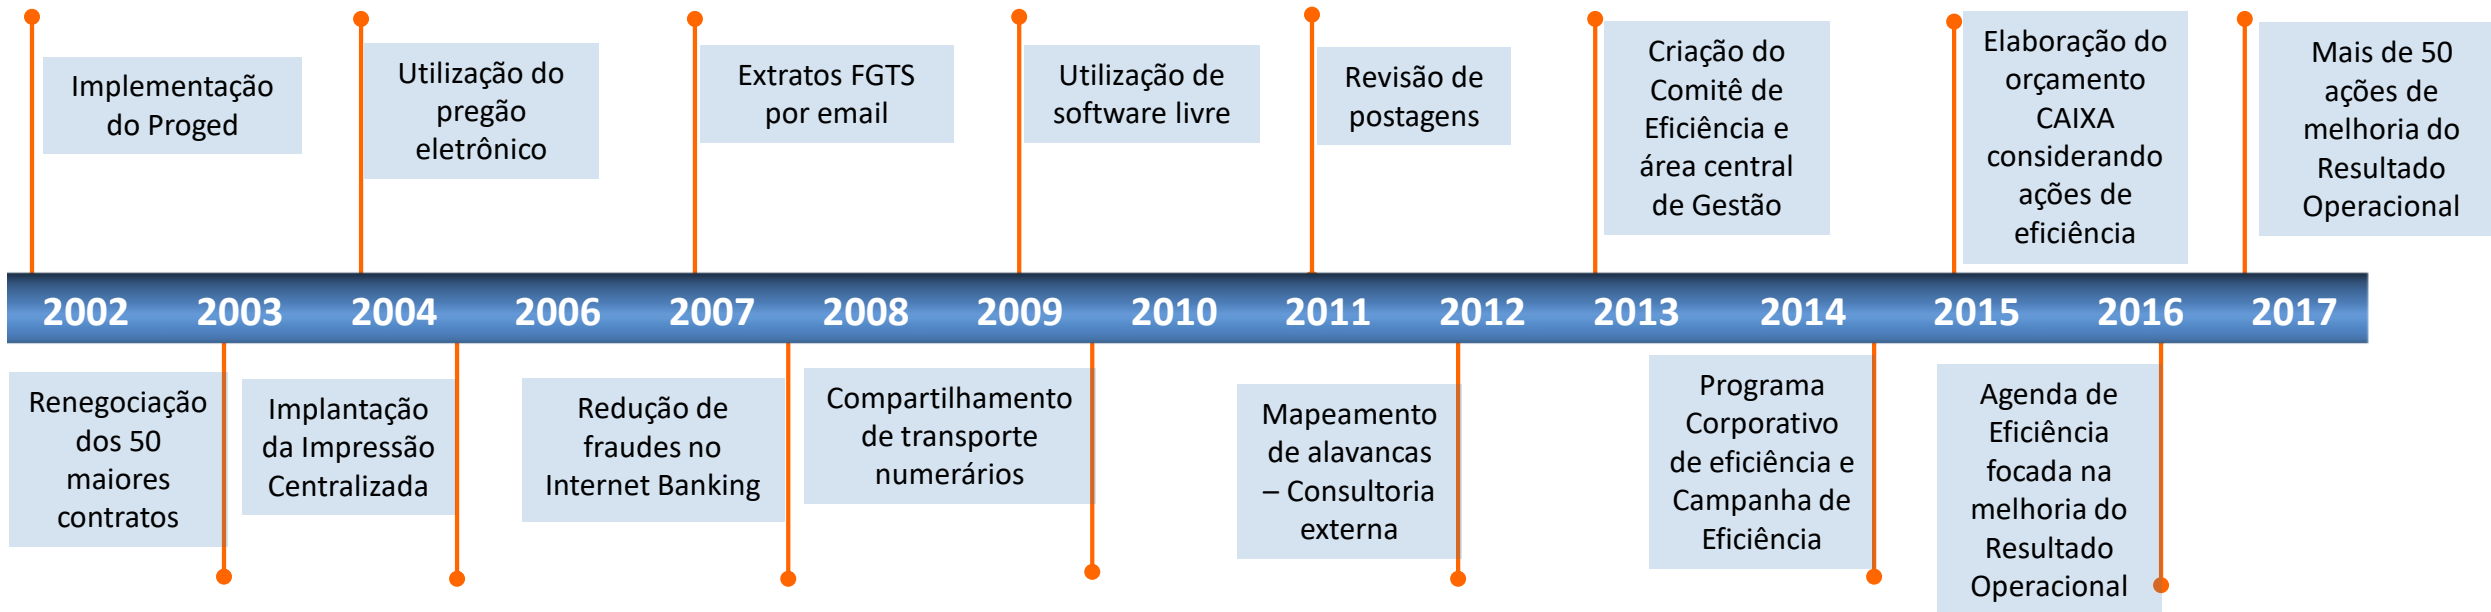 Implementação
do Proged
Utilização do
pregão
eletrônico
Extratos FGTS
por email
Utilização de
software livre
Revisão de
postagens
Criação do
Comitê de
Eficiência e
área central
de Gestão
Elaboração do
orçamento
CAIXA
considerando
ações de
eficiência
Mais de 50
ações de
melhoria do
Resultado
Operacional
2002 2003 2004 2006 2007 2008 2009 2010 2011 2012 2013 2014 2015 2016 2017
Renegociação
dos 50
maiores
contratos
Implantação
da Impressão
Centralizada
Redução de
fraudes no
Internet Banking
Compartilhamento
de transporte
numerários
Mapeamento
de alavancas
– Consultoria
externa
Programa
Corporativo
de eficiência e
Campanha de
Eficiência
Agenda de
Eficiência
focada na
melhoria do
Resultado
Operacional